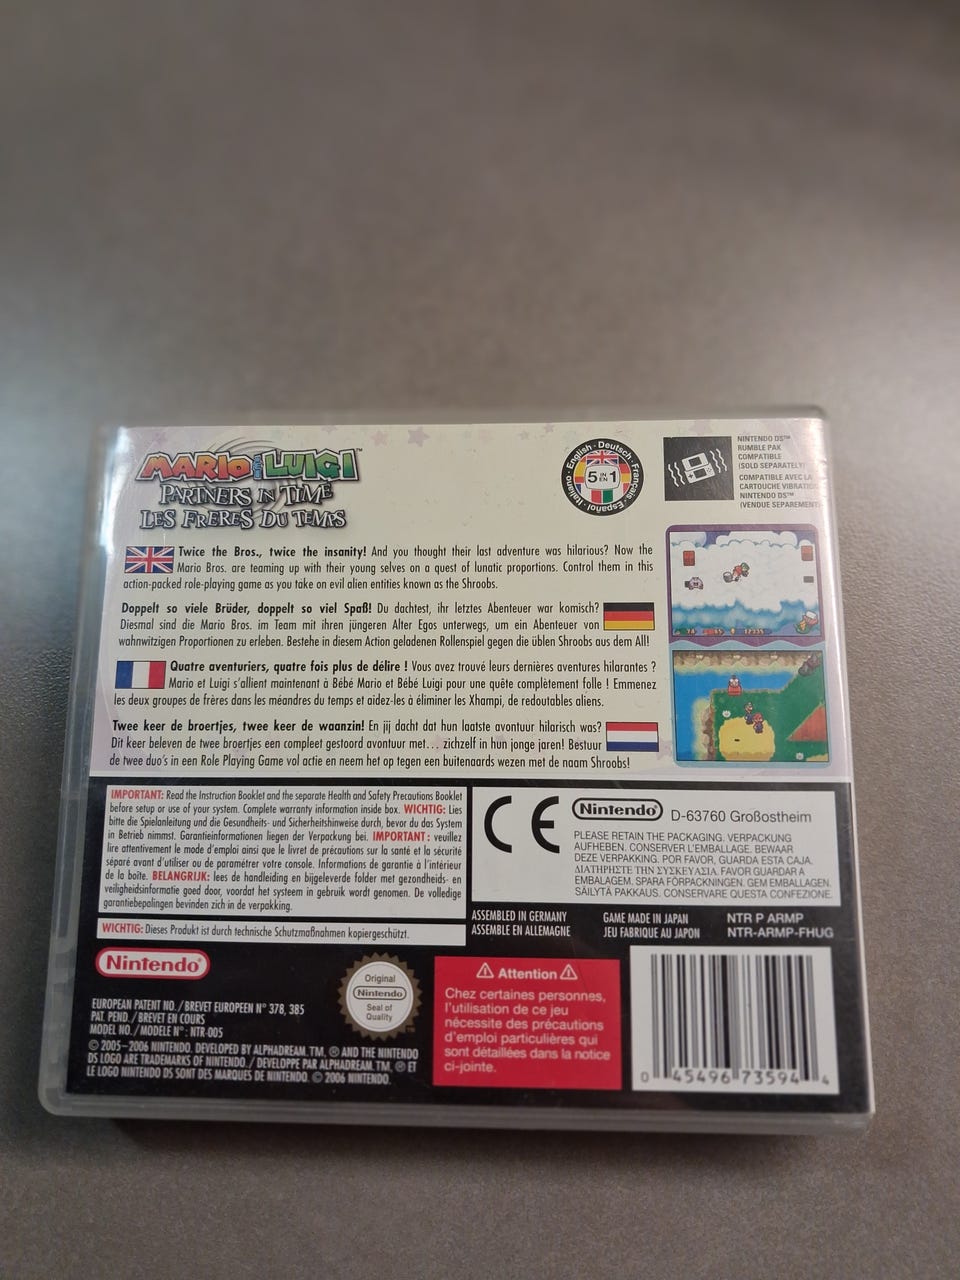 MARIO and LUIGI™
PARTNERS IN TIME
LES FRÈRES DU TEMPS
English · Deutsch · Français · Español · Italiano ·
5 IN EN 1
NINTENDO DS™
RUMBLE PAK
COMPATIBLE
(SOLD SEPARATELY)
COMPATIBLE AVEC LA
CARTOUCHE VIBRATION
NINTENDO DS™
(VENDUE SEPAREMENT)
Twice the Bros., twice the insanity! And you thought their last adventure was hilarious? Now the
Mario Bros. are teaming up with their young selves on a quest of lunatic proportions. Control them in this
action-packed role-playing game as you take on evil alien entities known as the Shroobs.
Doppelt so viele Brüder, doppelt so viel Spaß! Du dachtest, ihr letztes Abenteuer war komisch?
Diesmal sind die Mario Bros. im Team mit ihren jüngeren Alter Egos unterwegs, um ein Abenteuer von
wahnwitzigen Proportionen zu erleben. Bestehe in diesem Action geladenen Rollenspiel gegen die üblen Shroobs aus dem All!
Quatre aventuriers, quatre fois plus de délire ! Vous avez trouvé leurs dernières aventures hilarantes ?
Mario et Luigi s'allient maintenant à Bébé Mario et Bébé Luigi pour une quête complètement folle ! Emmenez
les deux groupes de frères dans les méandres du temps et aidez-les à éliminer les Xhampi, de redoutables aliens.
Twee keer de broertjes, twee keer de waanzin! En jij dacht dat hun laatste avontuur hilarisch was?
Dit keer beleven de twee broertjes een compleet gestoord avontuur met... zichzelf in hun jonge jaren! Bestuur
de twee duo's in een Role Playing Game vol actie en neem het op tegen een buitenaards wezen met de naam Shroobs!
IMPORTANT: Read the Instruction Booklet and the separate Health and Safety Precautions Booklet
before setup or use of your system. Complete warranty information inside box. WICHTIG: Lies
bitte die Spielanleitung und die Gesundheits- und Sicherheitshinweise durch, bevor du das System
in Betrieb nimmst. Garantieinformationen liegen der Verpackung bei. IMPORTANT : veuillez
lire attentivement le mode d'emploi ainsi que le livret de précautions sur la santé et la sécurité
séparé avant d'utiliser ou de paramétrer votre console. Informations de garantie à l'intérieur
de la boîte. BELANGRIJK: lees de handleiding en bijgeleverde folder met gezondheids- en
veiligheidsinformatie goed door, voordat het systeem in gebruik wordt genomen. De volledige
garantiebepalingen bevinden zich in de verpakking.
WICHTIG: Dieses Produkt ist durch technische Schutzmaßnahmen kopiergeschützt.
CE
Nintendo®
D-63760 Großostheim
PLEASE RETAIN THE PACKAGING. VERPACKUNG
AUFHEBEN. CONSERVER L'EMBALLAGE. BEWAAR
DEZE VERPAKKING. POR FAVOR, GUARDA ESTA CAJA.
ΔΙΑΤΗΡΗΣΤΕ ΤΗΝ ΣΥΣΚΕΥΑΣΙΑ. FAVOR GUARDAR A
EMBALAGEM. SPARA FÖRPACKNINGEN. GEM EMBALLAGEN.
SÄILYTÄ PAKKAUS. CONSERVARE QUESTA CONFEZIONE.
ASSEMBLED IN GERMANY
ASSEMBLE EN ALLEMAGNE
GAME MADE IN JAPAN
JEU FABRIQUE AU JAPON
NTR P ARMP
NTR-ARMP-FHUG
Nintendo®
EUROPEAN PATENT NO. / BREVET EUROPEEN N° 378, 385
PAT. PEND. / BREVET EN COURS
MODEL NO. / MODELE N° : NTR-005
© 2005–2006 NINTENDO. DEVELOPED BY ALPHADREAM. TM, ® AND THE NINTENDO
DS LOGO ARE TRADEMARKS OF NINTENDO. / DEVELOPPE PAR ALPHADREAM. TM, ® ET
LE LOGO NINTENDO DS SONT DES MARQUES DE NINTENDO. © 2006 NINTENDO.
Original
Nintendo
Seal of
Quality
⚠ Attention ⚠
Chez certaines personnes,
l'utilisation de ce jeu
nécessite des précautions
d'emploi particulières qui
sont détaillées dans la notice
ci-jointe.
0 45496 73594 4